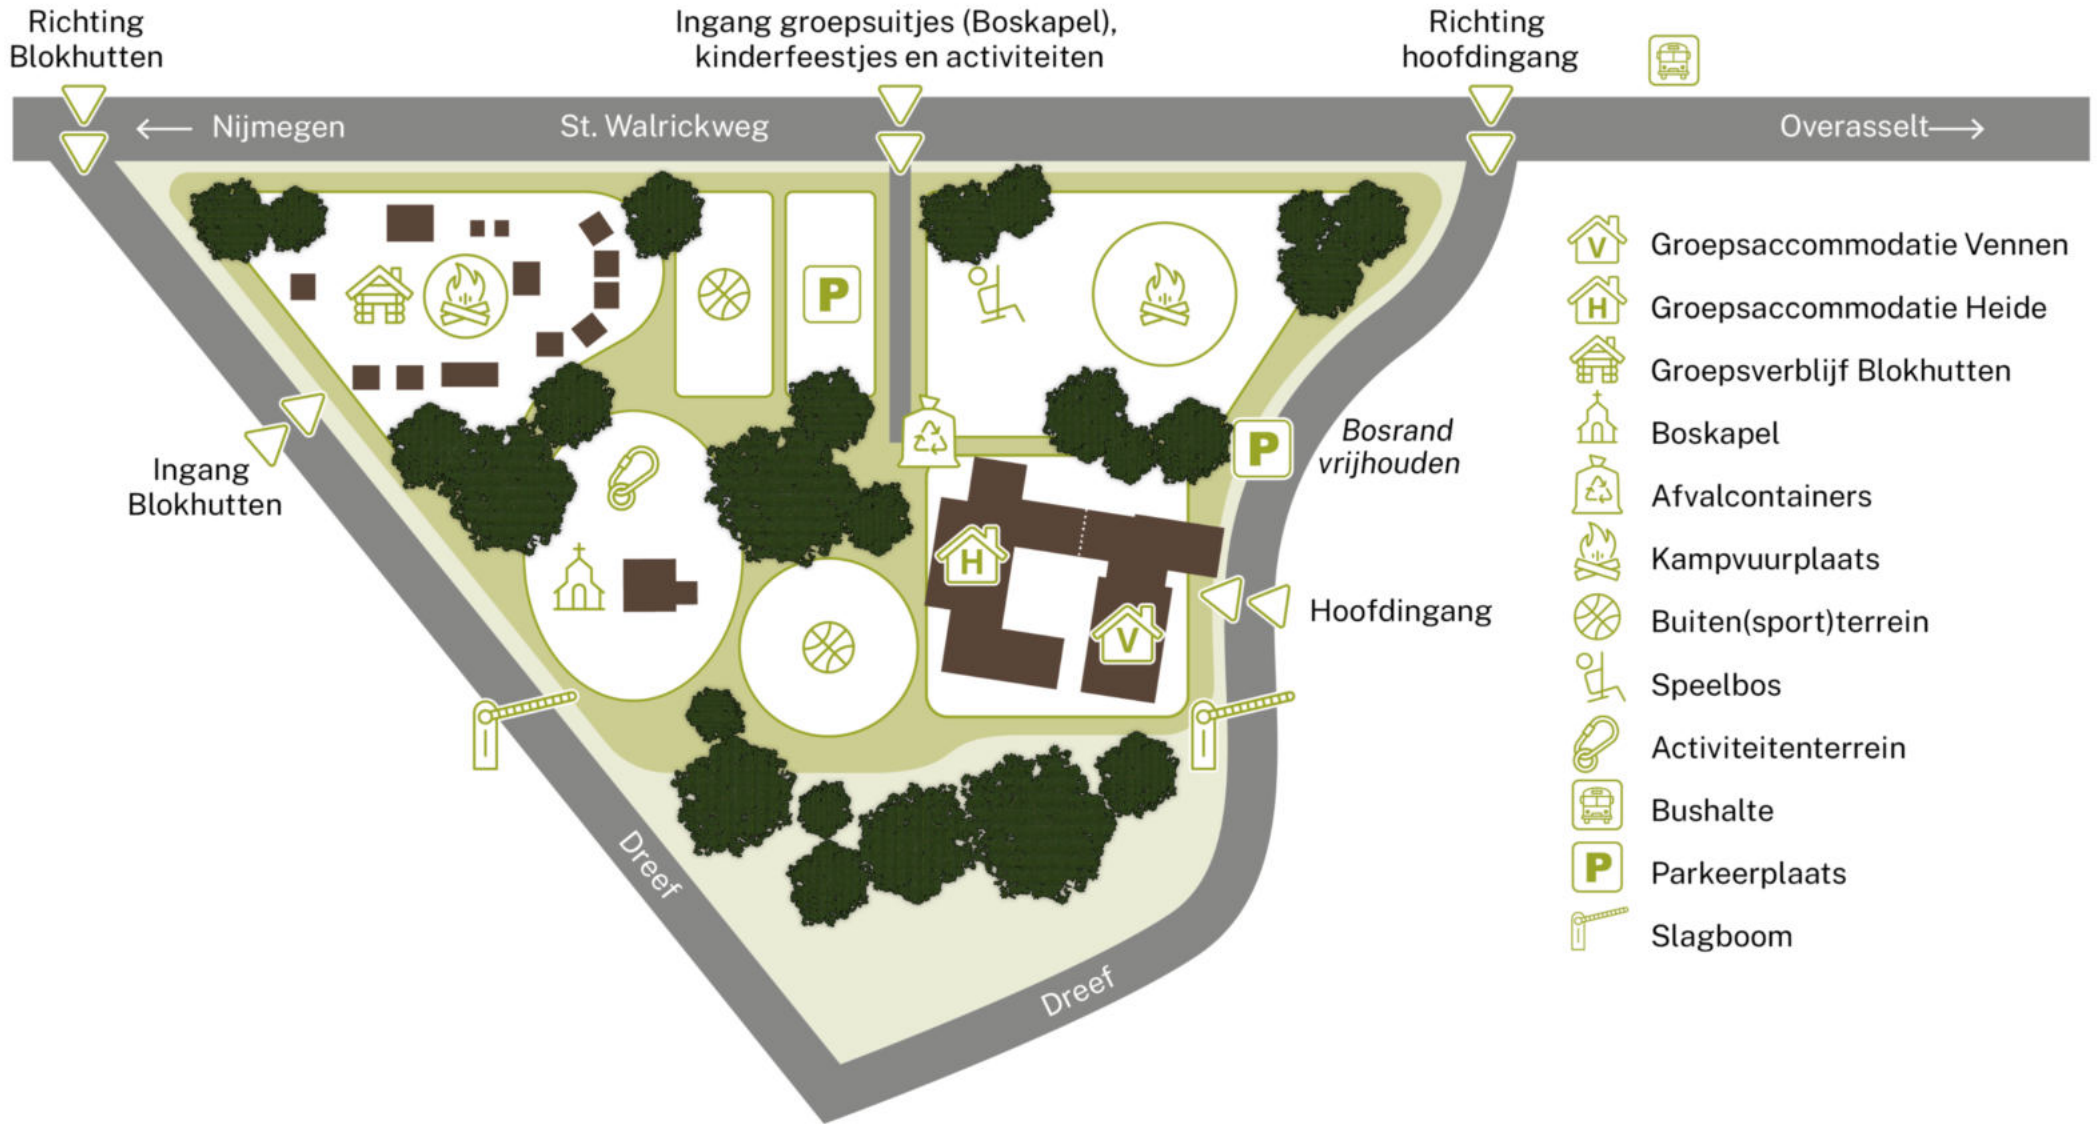 Richting
Blokhutten
Ingang groepsuitjes (Boskapel),
kinderfeestjes en activiteiten
Richting
hoofdingang
← Nijmegen
St. Walrickweg
Overasselt→
P
P
Bosrand
vrijhouden
Ingang
Blokhutten
H
V
Hoofdingang
Dreef
Dreef
V Groepsaccommodatie Vennen
H Groepsaccommodatie Heide
Groepsverblijf Blokhutten
Boskapel
Afvalcontainers
Kampvuurplaats
Buiten(sport)terrein
Speelbos
Activiteitenterrein
Bushalte
P Parkeerplaats
Slagboom